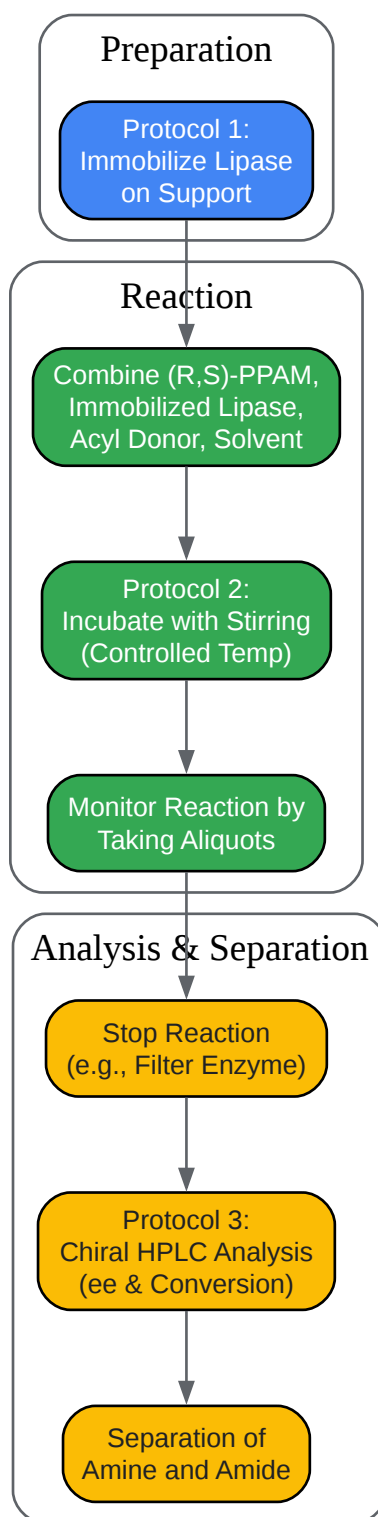 Preparation
Protocol 1:
Immobilize Lipase
on Support
Reaction
Combine (R,S)-PPAM,
Immobilized Lipase,
Acyl Donor, Solvent
Protocol 2:
Incubate with Stirring
(Controlled Temp)
Monitor Reaction by
Taking Aliquots
Analysis & Separation
Stop Reaction
(e.g., Filter Enzyme)
Protocol 3:
Chiral HPLC Analysis
(ee & Conversion)
Separation of
Amine and Amide